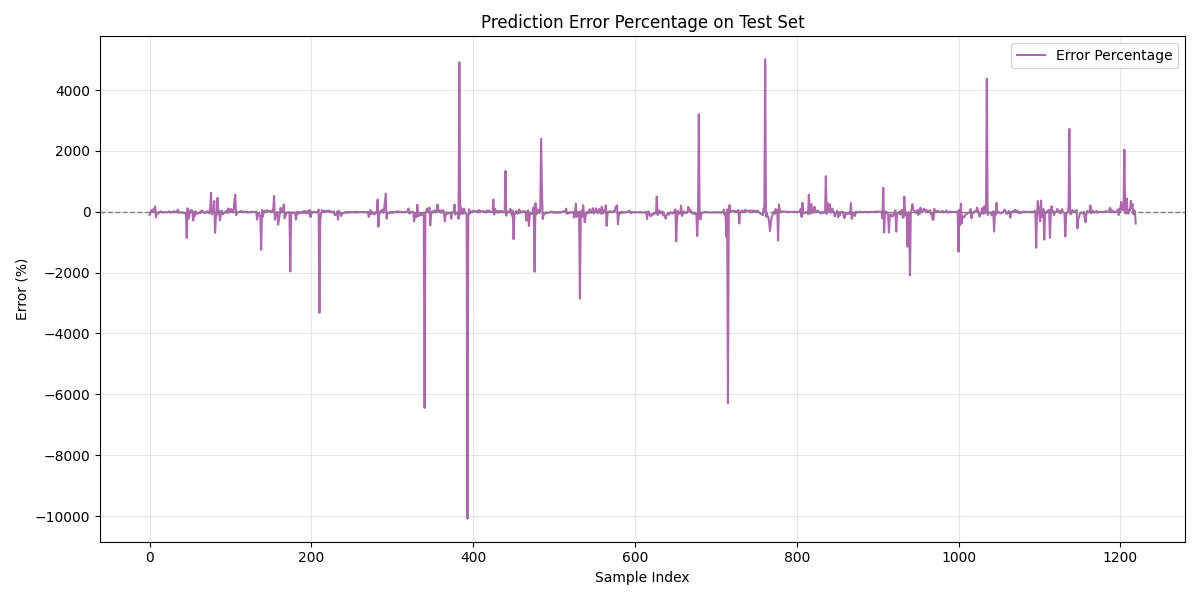 Prediction Error Percentage on Test Set
Error Percentage
Error (%)
4000
2000
0
−2000
−4000
−6000
−8000
−10000
0 200 400 600 800 1000 1200
Sample Index